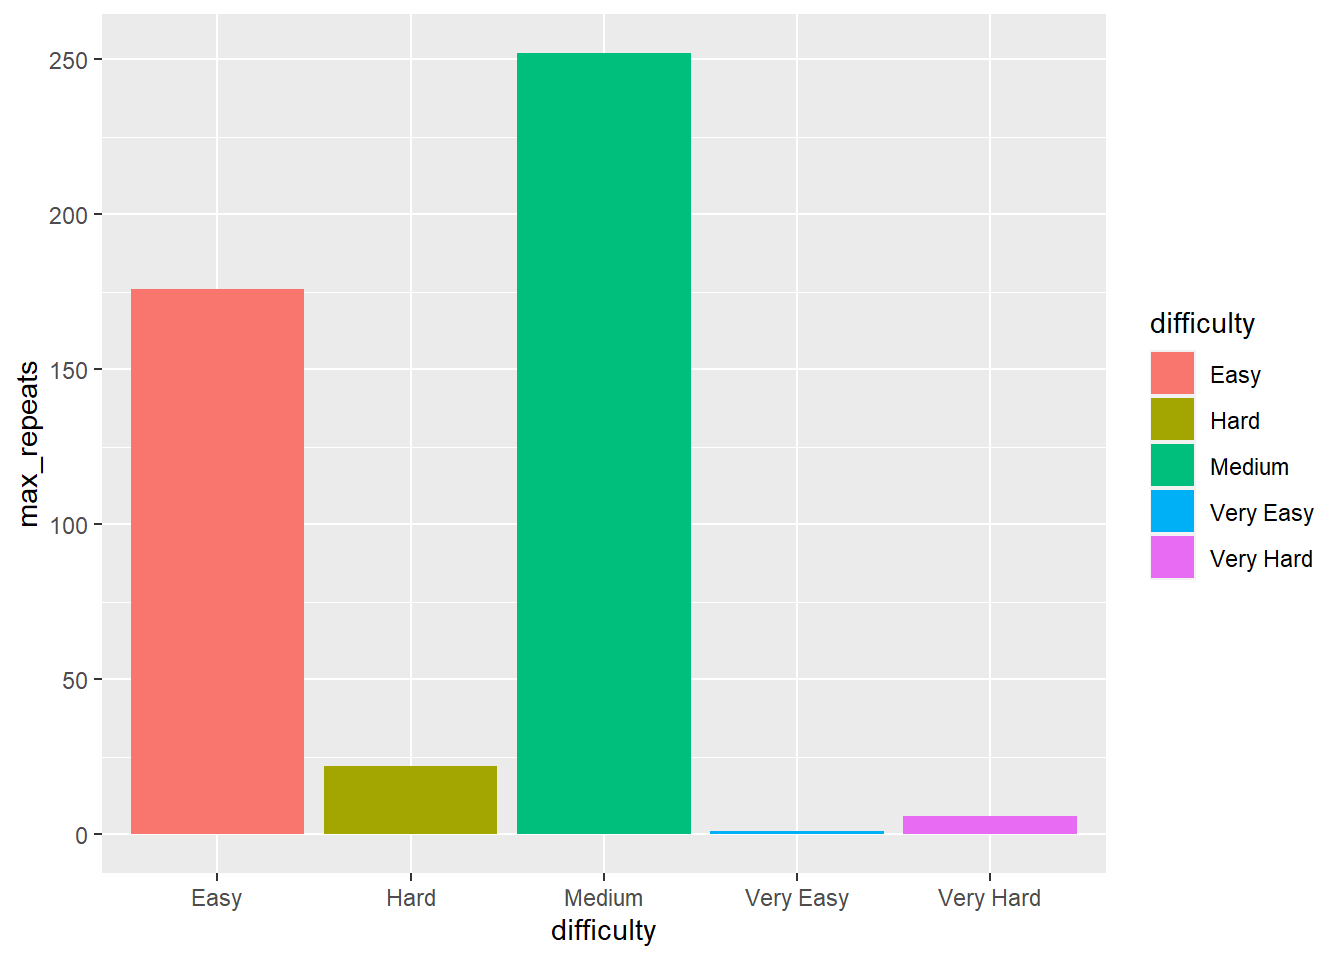 max_repeats
250
200
150
100
50
0
Easy
Hard
Medium
Very Easy
Very Hard
difficulty
difficulty
Easy
Hard
Medium
Very Easy
Very Hard